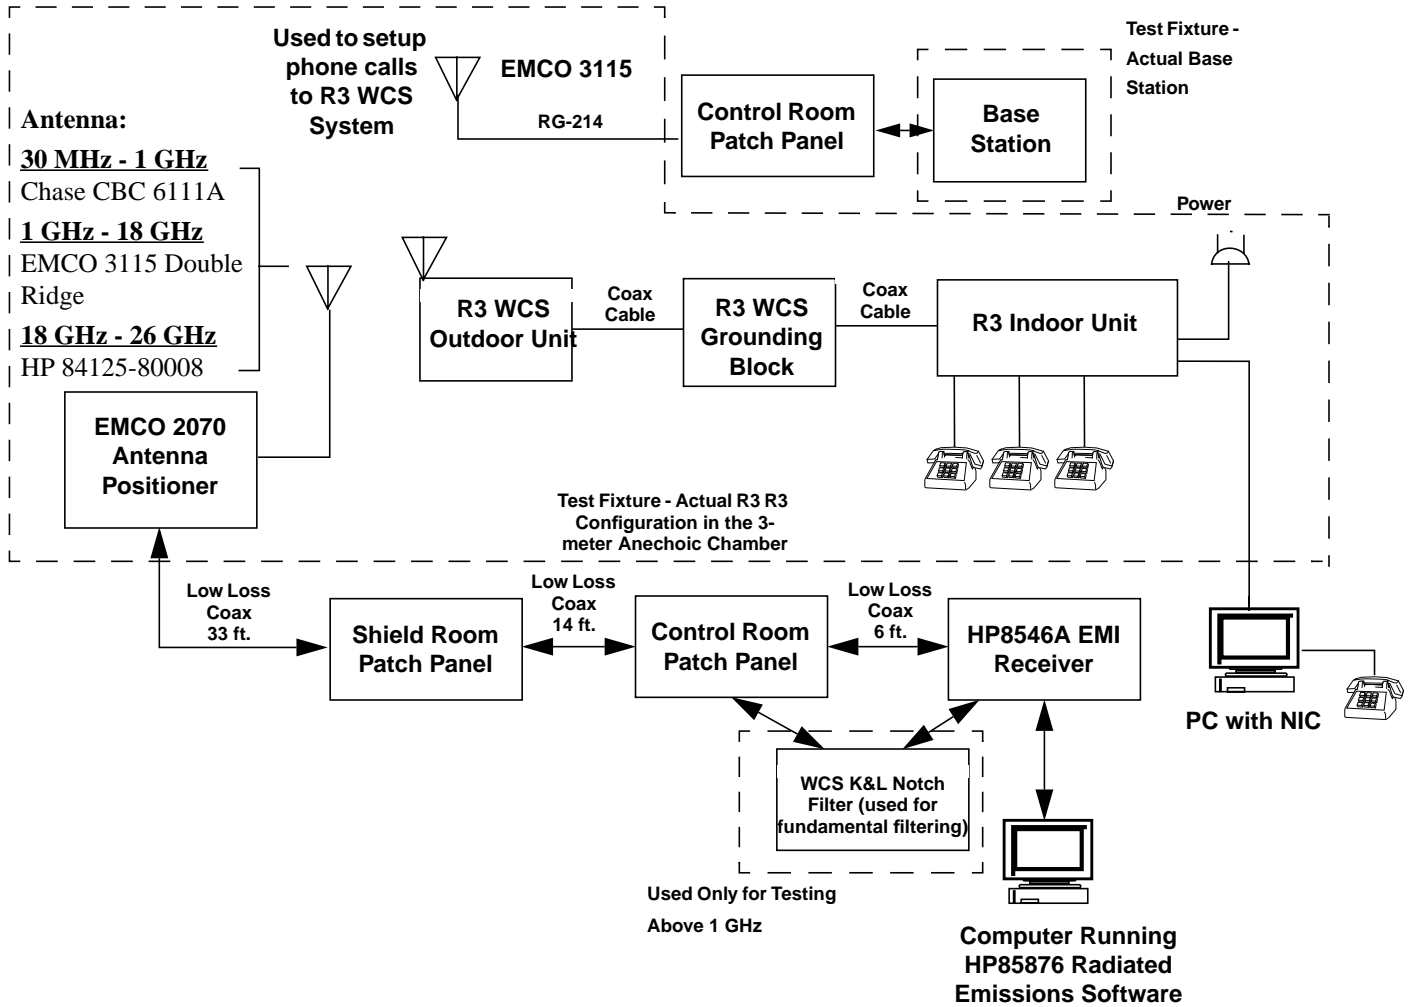 Used to setup
phone calls
to R3 WCS
System
EMCO 3115
RG-214
Control Room
Patch Panel
Base
Station
Test Fixture -
Actual Base
Station
Antenna:
30 MHz - 1 GHz
Chase CBC 6111A
1 GHz - 18 GHz
EMCO 3115 Double
Ridge
18 GHz - 26 GHz
HP 84125-80008
Power
R3 WCS
Outdoor Unit
Coax
Cable
R3 WCS
Grounding
Block
Coax
Cable
R3 Indoor Unit
EMCO 2070
Antenna
Positioner
Test Fixture - Actual R3 R3
Configuration in the 3-
meter Anechoic Chamber
Low Loss
Coax
33 ft.
Shield Room
Patch Panel
Low Loss
Coax
14 ft.
Control Room
Patch Panel
Low Loss
Coax
6 ft.
HP8546A EMI
Receiver
PC with NIC
WCS K&L Notch
Filter (used for
fundamental filtering)
Used Only for Testing
Above 1 GHz
Computer Running
HP85876 Radiated
Emissions Software